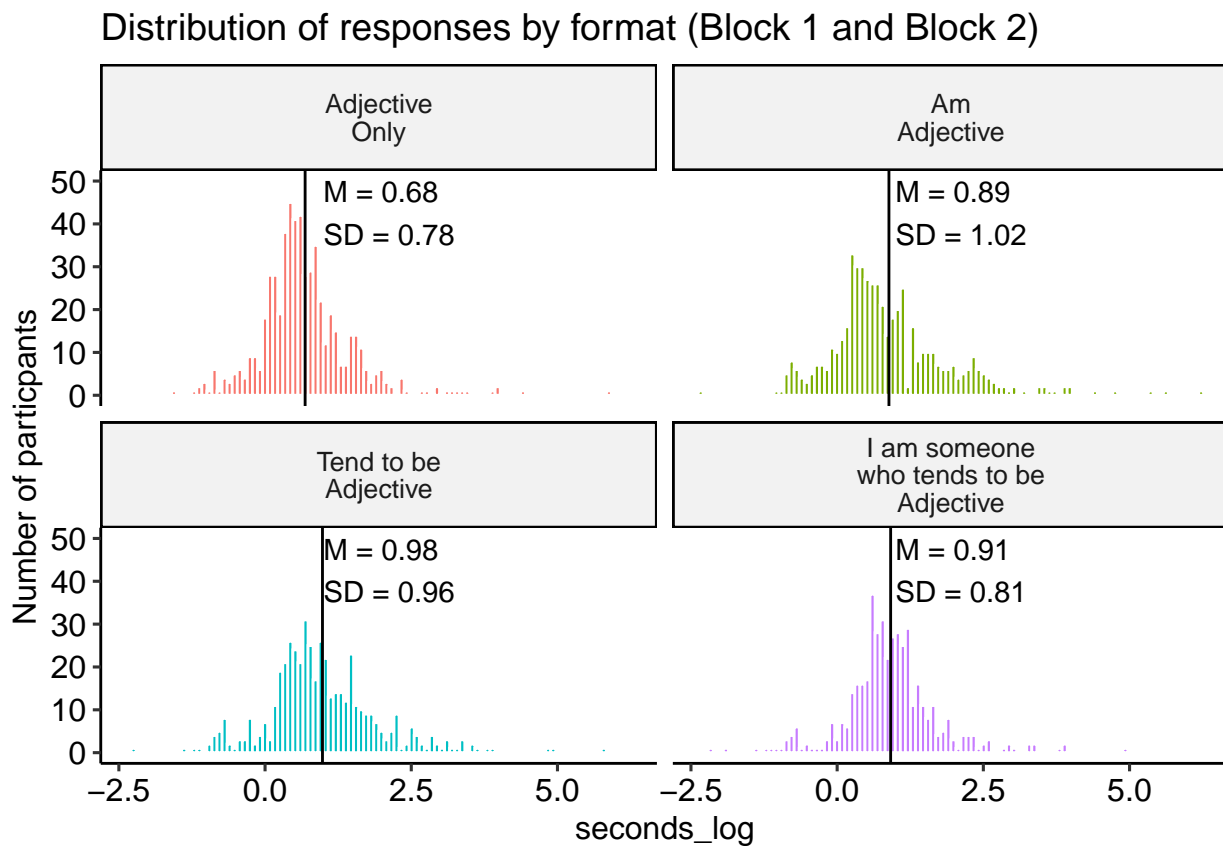 Distribution of responses by format (Block 1 and Block 2)
Adjective
Only
Am
Adjective
50
40
30
20
10
0
M = 0.68
SD = 0.78
M = 0.89
SD = 1.02
Number of particpants
Tend to be
Adjective
I am someone
who tends to be
Adjective
50
40
30
20
10
0
M = 0.98
SD = 0.96
M = 0.91
SD = 0.81
−2.5 0.0 2.5 5.0 −2.5 0.0 2.5 5.0
seconds_log